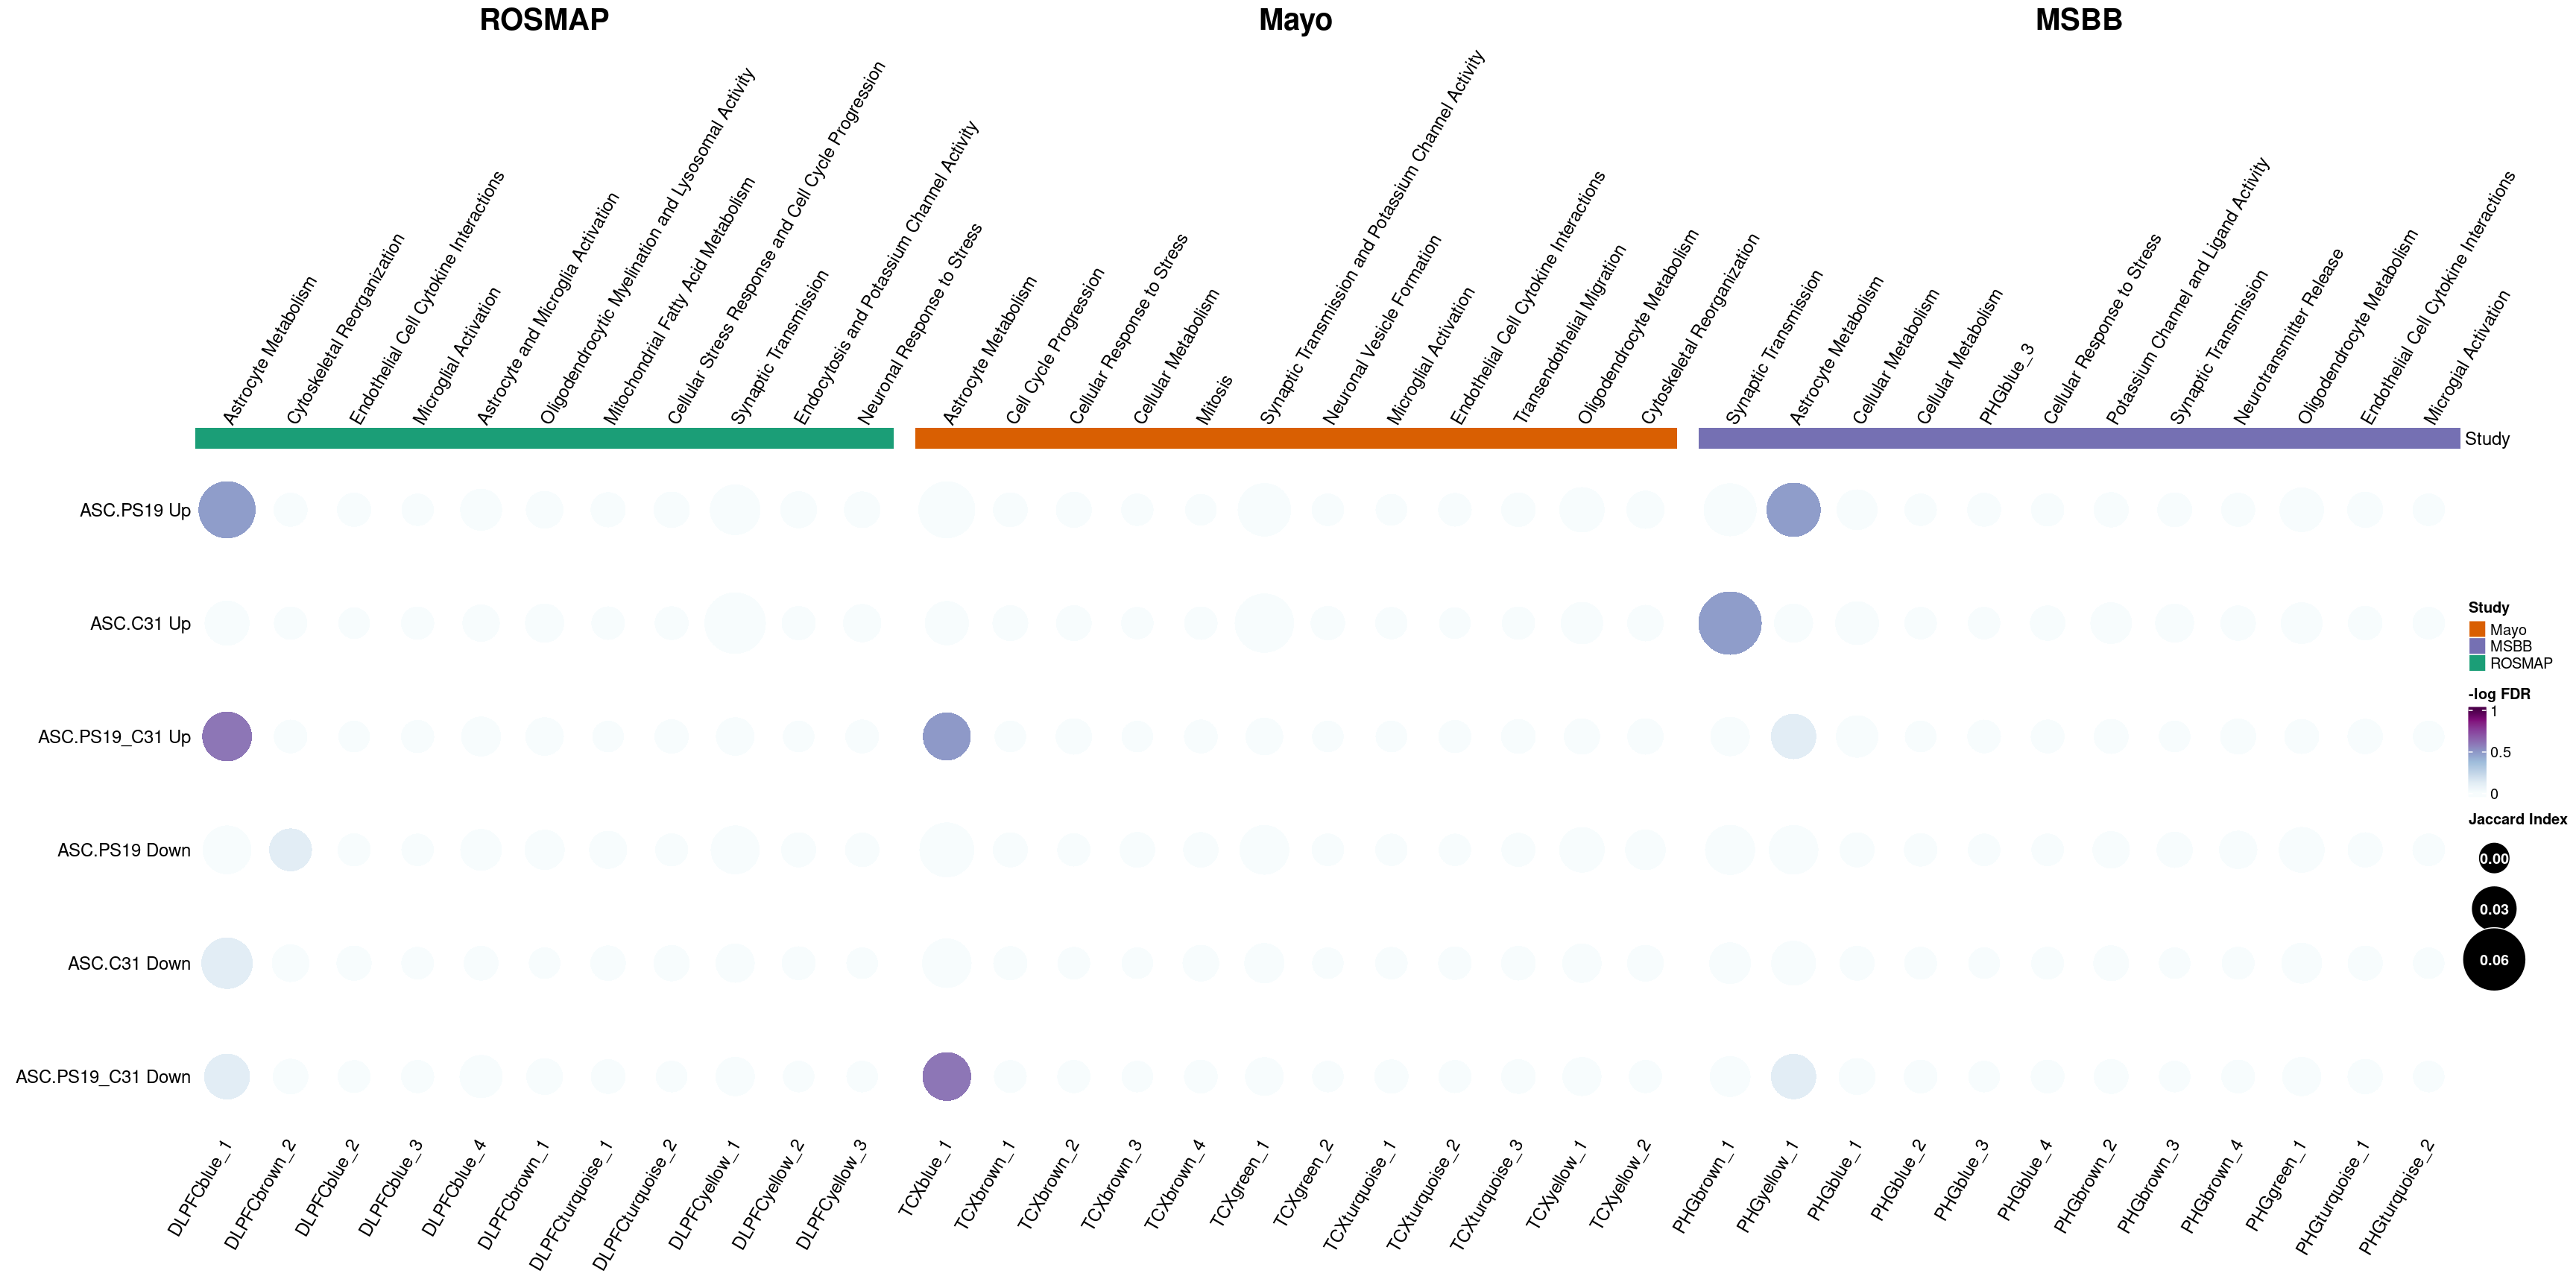 ROSMAP
Mayo
MSBB
Astrocyte Metabolism
Cytoskeletal Reorganization
Endothelial Cell Cytokine Interactions
Microglial Activation
Astrocyte and Microglia Activation
Oligodendrocytic Myelination and Lysosomal Activity
Mitochondrial Fatty Acid Metabolism
Cellular Stress Response and Cell Cycle Progression
Synaptic Transmission
Endocytosis and Potassium Channel Activity
Neuronal Response to Stress
Astrocyte Metabolism
Cell Cycle Progression
Cellular Response to Stress
Cellular Metabolism
Mitosis
Synaptic Transmission and Potassium Channel Activity
Neuronal Vesicle Formation
Microglial Activation
Endothelial Cell Cytokine Interactions
Transendothelial Migration
Oligodendrocyte Metabolism
Cytoskeletal Reorganization
Synaptic Transmission
Astrocyte Metabolism
Cellular Metabolism
Cellular Metabolism
PHGblue_3
Cellular Response to Stress
Potassium Channel and Ligand Activity
Synaptic Transmission
Neurotransmitter Release
Oligodendrocyte Metabolism
Endothelial Cell Cytokine Interactions
Microglial Activation
Study
ASC.PS19 Up
ASC.C31 Up
ASC.PS19_C31 Up
ASC.PS19 Down
ASC.C31 Down
ASC.PS19_C31 Down
DLPFCblue_1
DLPFCbrown_2
DLPFCblue_2
DLPFCblue_3
DLPFCblue_4
DLPFCbrown_1
DLPFCturquoise_1
DLPFCturquoise_2
DLPFCyellow_1
DLPFCyellow_2
DLPFCyellow_3
TCXblue_1
TCXbrown_1
TCXbrown_2
TCXbrown_3
TCXbrown_4
TCXgreen_1
TCXgreen_2
TCXturquoise_1
TCXturquoise_2
TCXturquoise_3
TCXyellow_1
TCXyellow_2
PHGbrown_1
PHGyellow_1
PHGblue_1
PHGblue_2
PHGblue_3
PHGblue_4
PHGbrown_2
PHGbrown_3
PHGbrown_4
PHGgreen_1
PHGturquoise_1
PHGturquoise_2
Study
Mayo
MSBB
ROSMAP
-log FDR
1
0.5
0
Jaccard Index
0.00
0.03
0.06